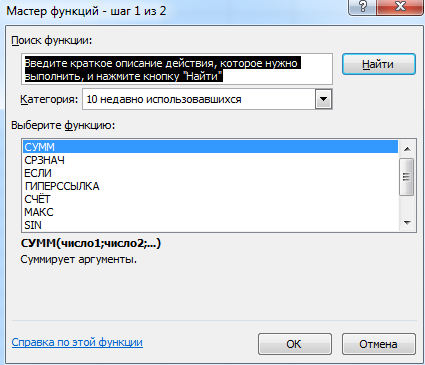 Мастер функций - шаг 1 из 2
Поиск функции:
Введите краткое описание действия, которое нужно
выполнить, и нажмите кнопку "Найти"
Найти
Категория: 10 недавно использовавшихся
Выберите функцию:
СУММ
СРЗНАЧ
ЕСЛИ
ГИПЕРССЫЛКА
СЧЁТ
МАКС
SIN
СУММ(число1;число2;...)
Суммирует аргументы.
Справка по этой функции
ОК
Отмена